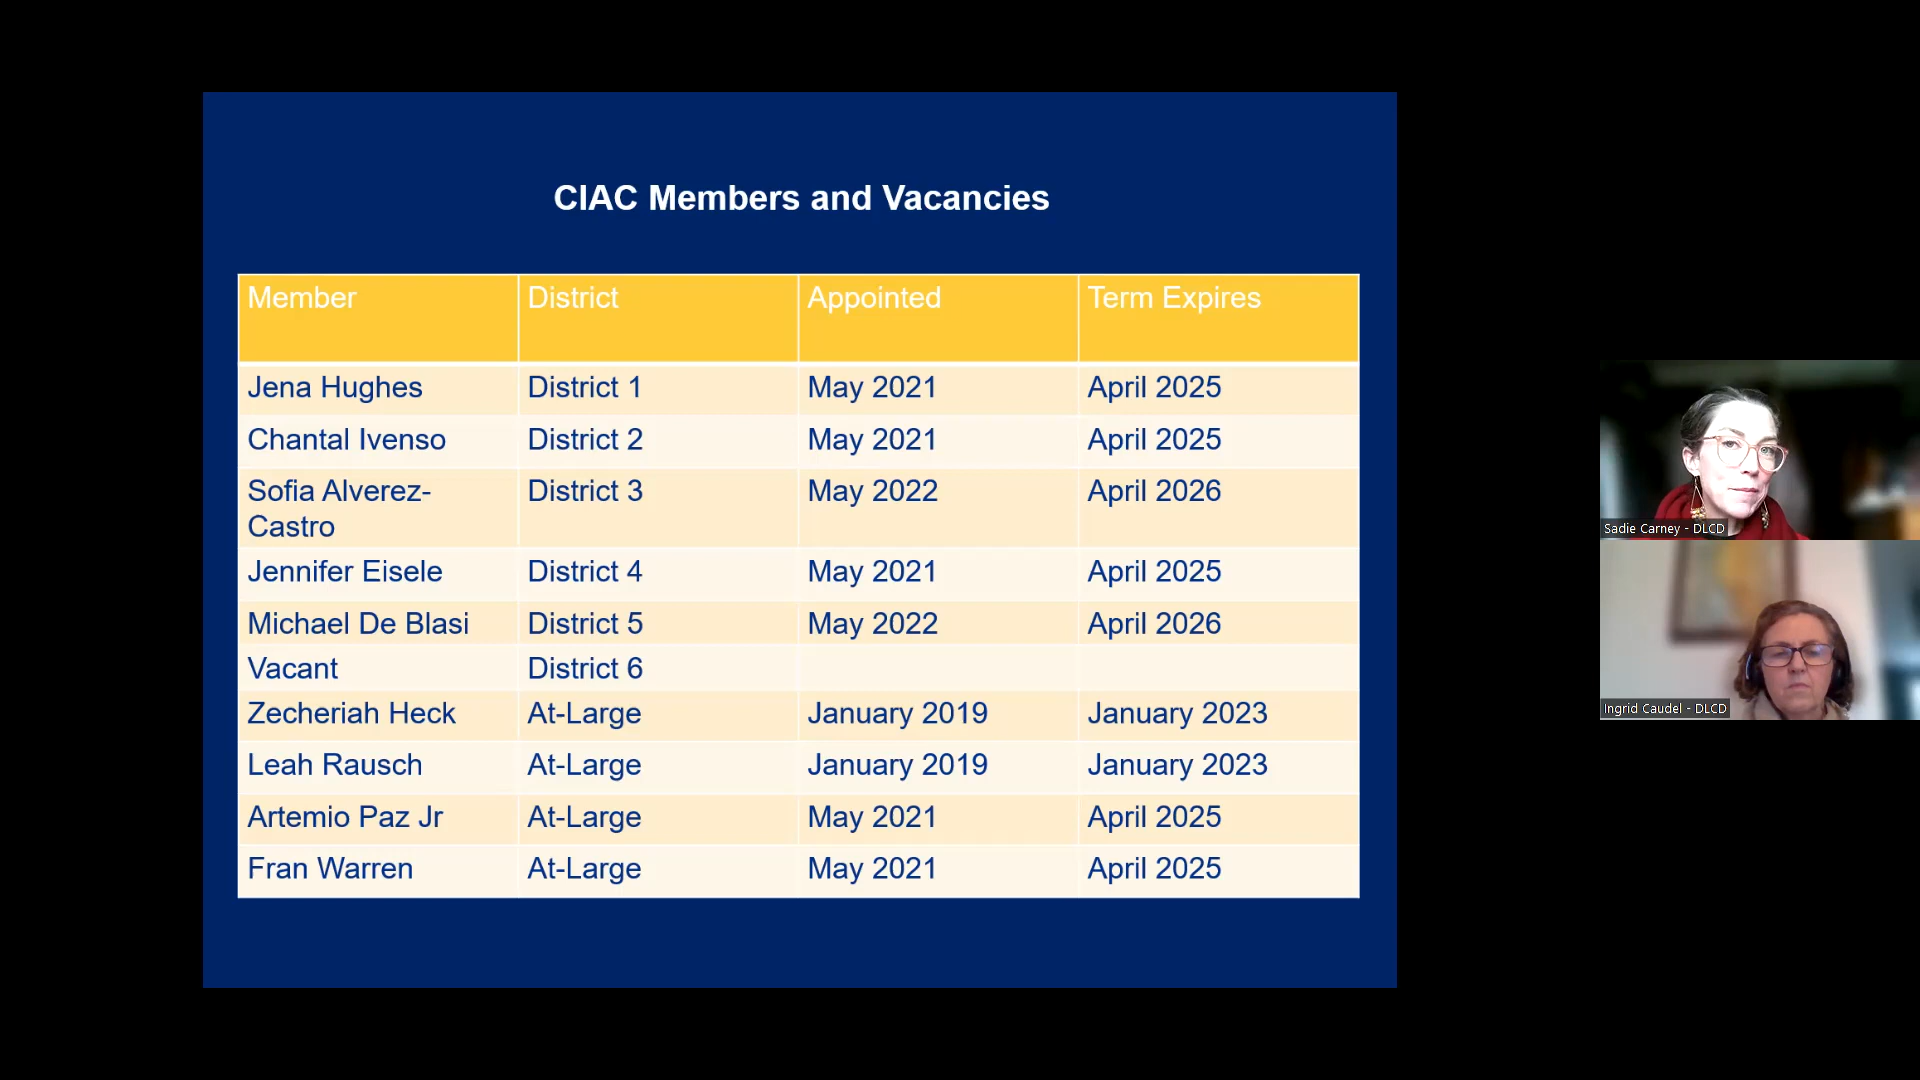 CIAC Members and Vacancies
Member District Appointed Term Expires
Jena Hughes District 1 May 2021 April 2025
Chantal Ivenso District 2 May 2021 April 2025
Sofia Alverez- District 3 May 2022 April 2026
Castro
Jennifer Eisele District 4 May 2021 April 2025
Michael De Blasi District 5 May 2022 April 2026
Vacant District 6
Zecheriah Heck At-Large January 2019 January 2023
Leah Rausch At-Large January 2019 January 2023
Artemio Paz Jr At-Large May 2021 April 2025
Fran Warren At-Large May 2021 April 2025
Sadie Carney - DLCD
Ingrid Caudel - DLCD